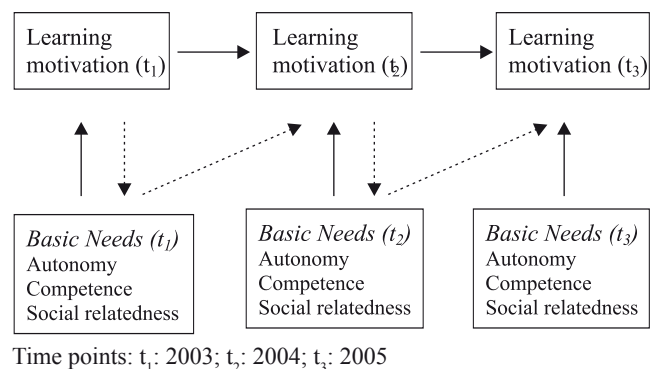 Learning
motivation (t₁)
Learning
motivation (t₂)
Learning
motivation (t₃)
Basic Needs (t₁)
Autonomy
Competence
Social relatedness
Basic Needs (t₂)
Autonomy
Competence
Social relatedness
Basic Needs (t₃)
Autonomy
Competence
Social relatedness
Time points: t₁: 2003; t₂: 2004; t₃: 2005